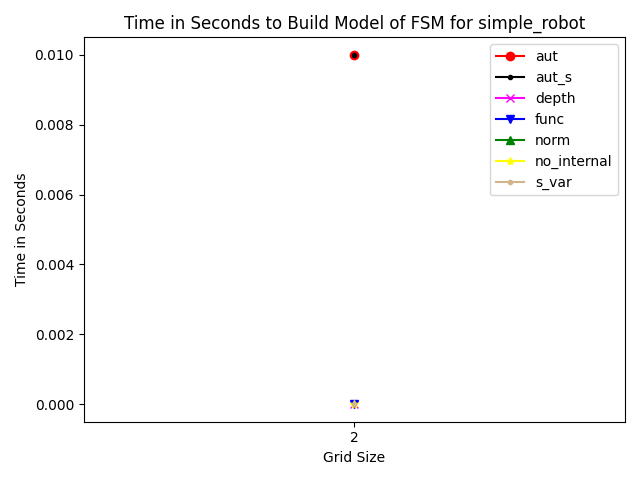 Time in Seconds to Build Model of FSM for simple_robot
aut
aut_s
depth
func
norm
no_internal
s_var
0.010
0.008
0.006
0.004
0.002
0.000
Time in Seconds
2
Grid Size